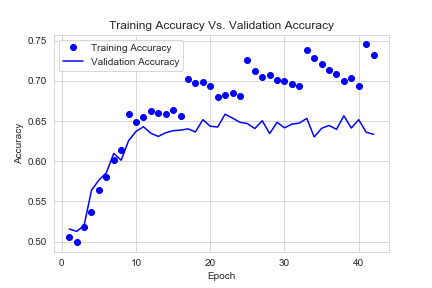 Training Accuracy Vs. Validation Accuracy
0.75
Training Accuracy
Validation Accuracy
0.70
0.65
0.60
0.55
0.50
Accuracy
0 10 20 30 40
Epoch